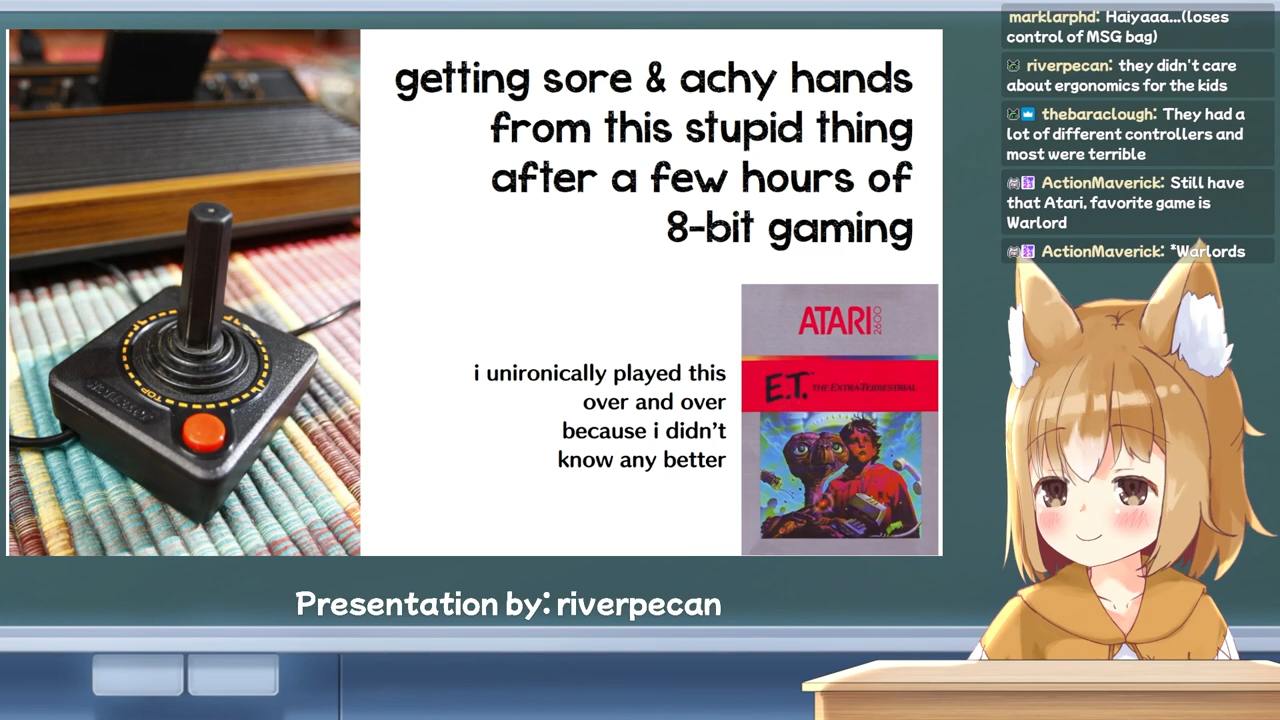 getting sore & achy hands
from this stupid thing
after a few hours of
8-bit gaming
i unironically played this
over and over
because i didn't
know any better
ATARI 2600
E.T. THE EXTRA-TERRESTRIAL
TOP
Presentation by: riverpecan
marklarphd: Haiyaaa...(loses
control of MSG bag)
riverpecan: they didn't care
about ergonomics for the kids
thebaraclough: They had a
lot of different controllers and
most were terrible
ActionMaverick: Still have
that Atari, favorite game is
Warlord
ActionMaverick: *Warlords